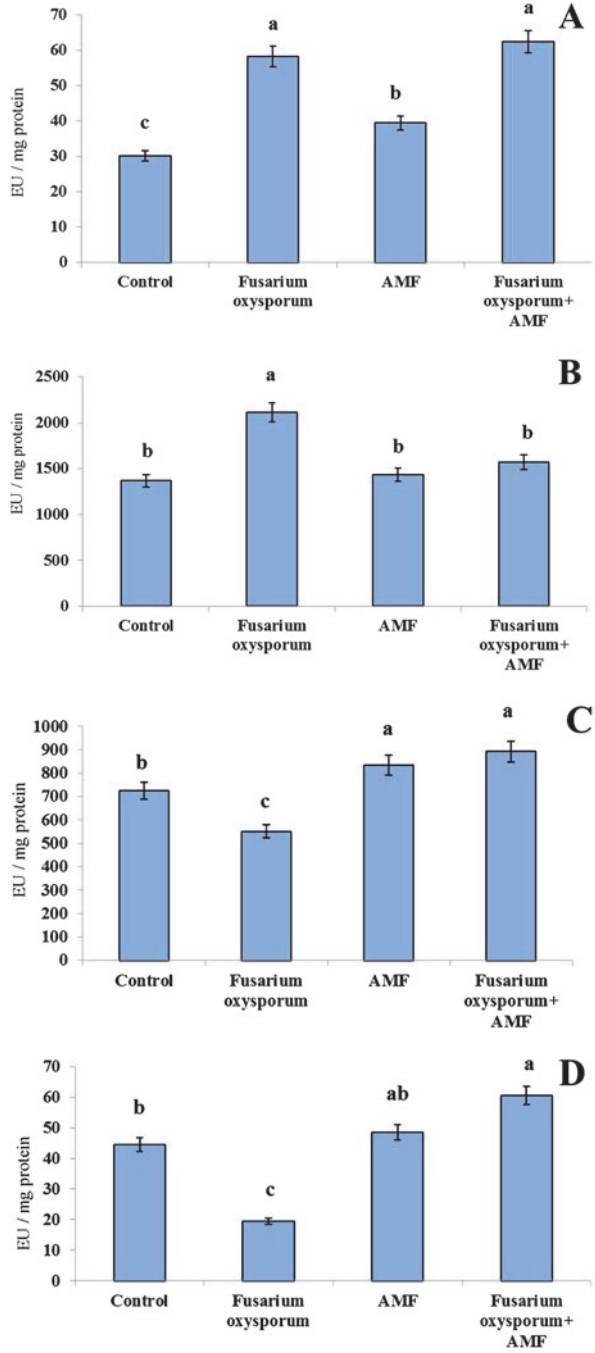 A
EU / mg protein
70
60
50
40
30
20
10
0
c
a
b
a
Control
Fusarium
oxysporum
AMF
Fusarium
oxysporum+
AMF
B
EU / mg protein
2500
2000
1500
1000
500
0
b
a
b
b
Control
Fusarium
oxysporum
AMF
Fusarium
oxysporum+
AMF
C
EU / mg protein
1000
900
800
700
600
500
400
300
200
100
0
b
c
a
a
Control
Fusarium
oxysporum
AMF
Fusarium
oxysporum+
AMF
D
EU / mg protein
70
60
50
40
30
20
10
0
b
c
ab
a
Control
Fusarium
oxysporum
AMF
Fusarium
oxysporum+
AMF